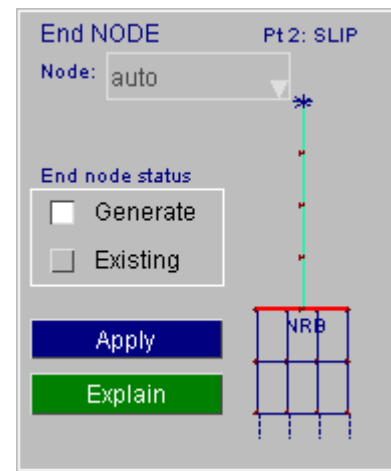 End NODE
Pt 2: SLIP
Node:
auto
End node status
Generate
Existing
NRB
Apply
Explain